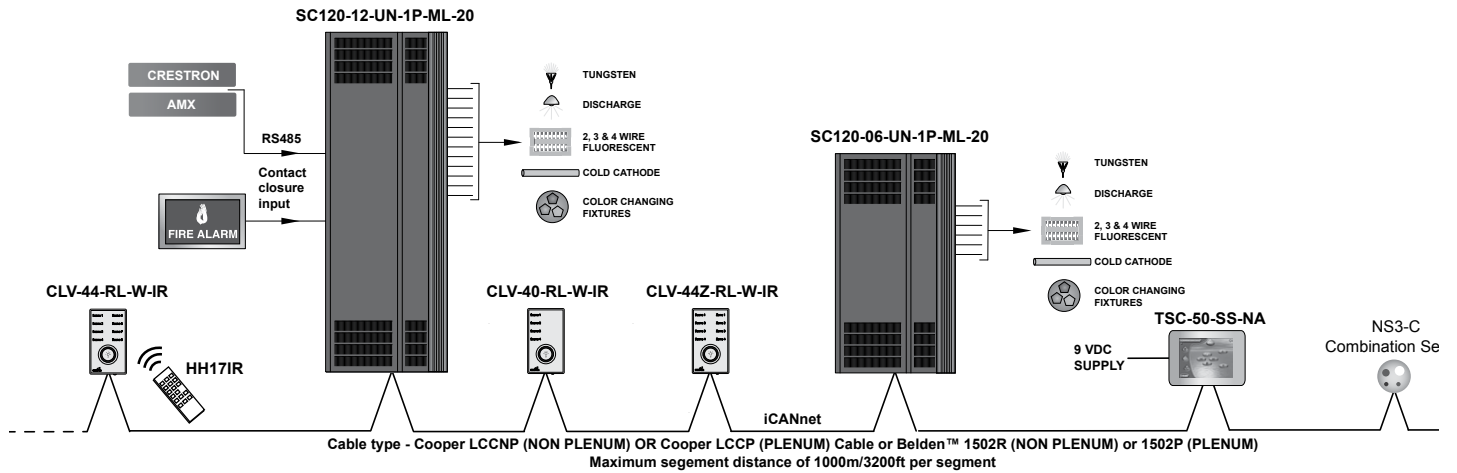 SC120-12-UN-1P-ML-20
CRESTRON
AMX
RS485
Contact
closure
input
FIRE ALARM
TUNGSTEN
DISCHARGE
2, 3 & 4 WIRE
FLUORESCENT
COLD CATHODE
COLOR CHANGING
FIXTURES
SC120-06-UN-1P-ML-20
TUNGSTEN
DISCHARGE
2, 3 & 4 WIRE
FLUORESCENT
COLD CATHODE
COLOR CHANGING
FIXTURES
CLV-44-RL-W-IR
HH17IR
CLV-40-RL-W-IR
CLV-44Z-RL-W-IR
TSC-50-SS-NA
9 VDC
SUPPLY
NS3-C
Combination Se
iCANnet
Cable type - Cooper LCCNP (NON PLENUM) OR Cooper LCCP (PLENUM) Cable or Belden™ 1502R (NON PLENUM) or 1502P (PLENUM)
Maximum segement distance of 1000m/3200ft per segment